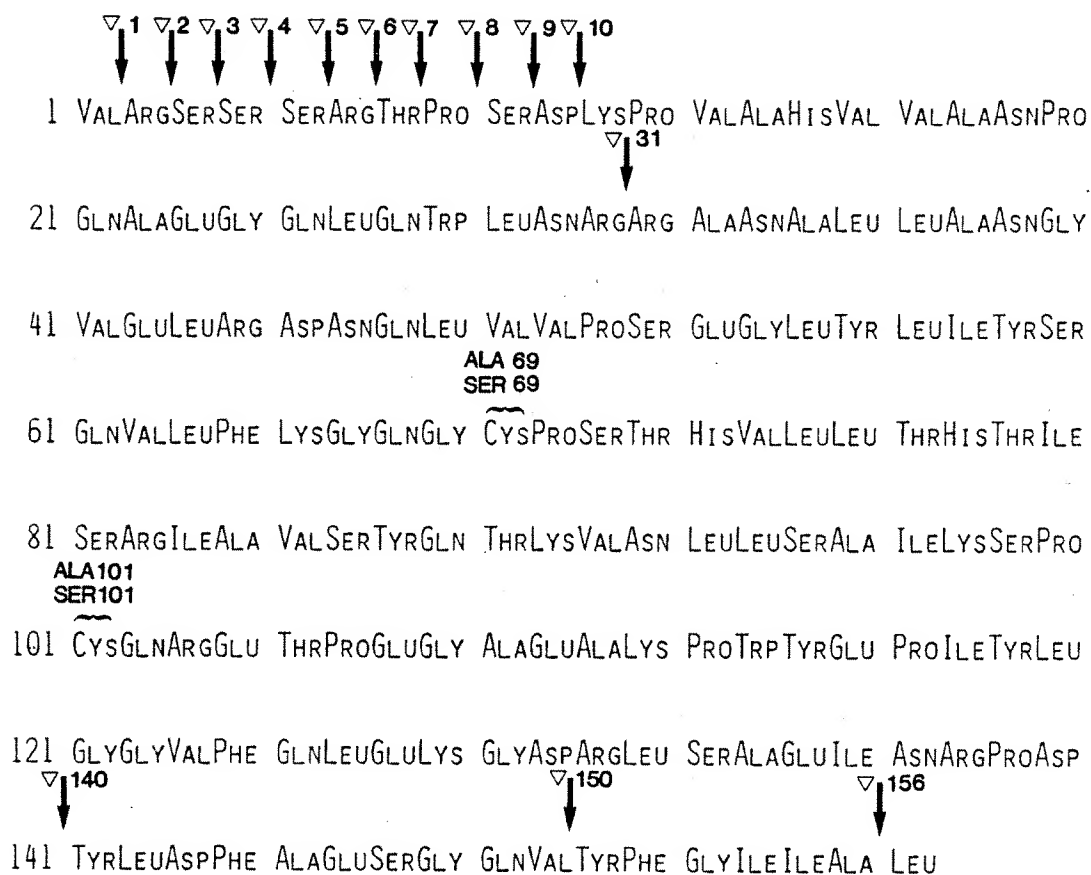 ▽1 ▽2 ▽3 ▽4 ▽5 ▽6 ▽7 ▽8 ▽9 ▽10
1 VALARGSERSER SERARGTHRPRO SERASPLYSPRO VALALAHISVAL VALALAASNPRO
▽31
21 GLNALAGLUGLY GLNLEUGLNTRP LEUASNARGARG ALAASNALALEU LEUALAASNGLY
41 VALGLULEUARG ASPASNGLNLEU VALVALPROSER GLUGLYLEUTYR LEUILETYRSER
ALA 69
SER 69
61 GLNVALLEUPHE LYSGLYGLNGLY CYSPROSERTHR HISVALLEULEU THRHISTHRILE
81 SERARGILEALA VALSERTYRGLN THRLYSVALASN LEULEUSERALA ILELYSSERPRO
ALA101
SER101
101 CYSGLNARGGLU THRPROGLUGLY ALAGLUALALYS PROTRPTYRGLU PROILETYRLEU
121 GLYGLYVALPHE GLNLEUGLULYS GLYASPARGLEU SERALAGLUILE ASNARGPROASP
▽140 ▽150 ▽156
141 TYRLEUASPPHE ALAGLUSERGLY GLNVALTYRPHE GLYILEILEALA LEU